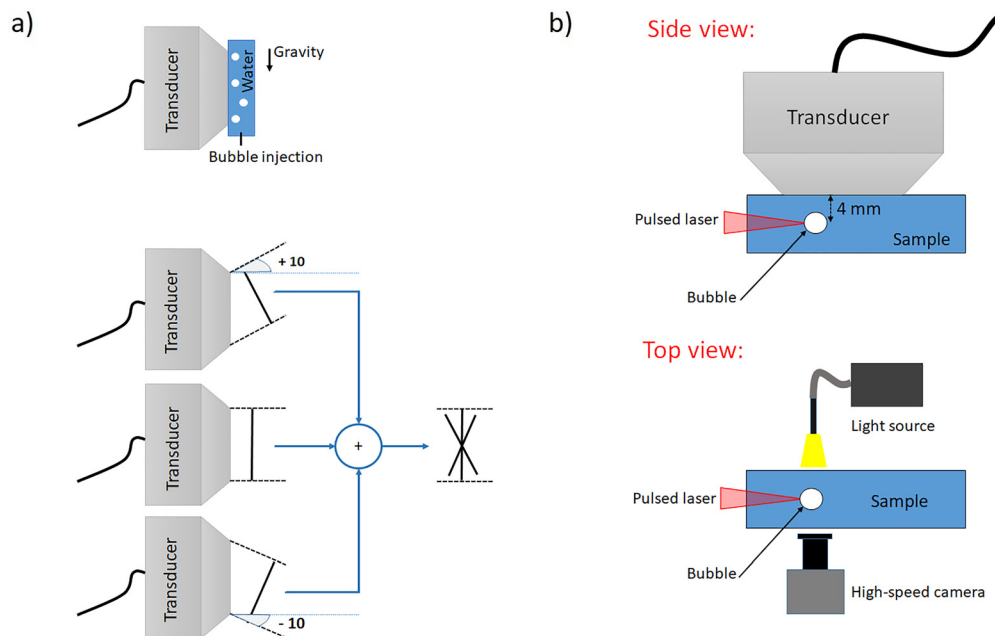 a)
Transducer
Water
Gravity
Bubble injection
Transducer
+ 10
Transducer
+
Transducer
- 10
b)
Side view:
Transducer
4 mm
Pulsed laser
Sample
Bubble
Top view:
Light source
Pulsed laser
Sample
Bubble
High-speed camera